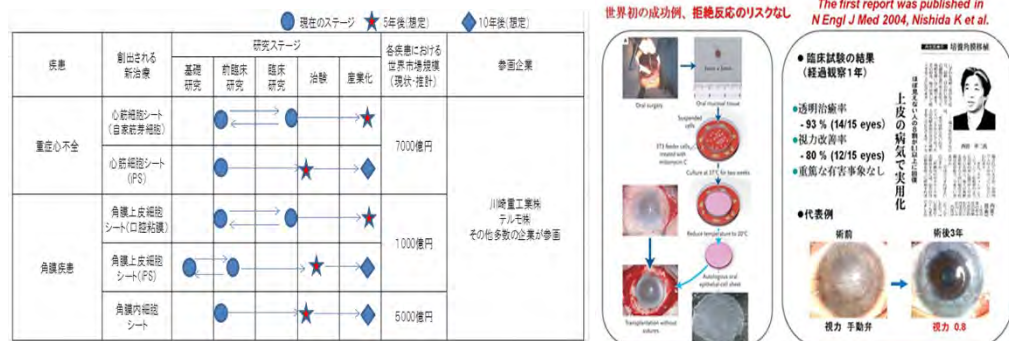 ● 現在のステージ ★ 5年後(想定) ◆ 10年後(想定)
疾患
創出される
新治療
研究ステージ
基礎
研究
前臨床
研究
臨床
研究
治験
産業化
各疾患における
世界市場規模
(現状・推計)
参画企業
重症心不全
心筋細胞シート
(自家筋芽細胞)
心筋細胞シート
(iPS)
7000億円
角膜疾患
角膜上皮細胞
シート(口腔粘膜)
角膜上皮細胞
シート(iPS)
1000億円
角膜内細胞
シート
5000億円
川崎重工業㈱
テルモ㈱
その他多数の企業が参画
世界初の成功例、拒絶反応のリスクなし
Oral surgery
Oral mucosal tissue
Suspended
cells
3T3 feeder cells
treated with
mitomycin C
Culture at 37℃ for two weeks
Reduce temperature to 20℃
Autologous oral
epithelial-cell sheet
Transplantation without
sutures
The first report was published in
N Engl J Med 2004, Nishida K et al.
● 臨床試験の結果
(経過観察1年)
●透明治癒率
- 93 % (14/15 eyes)
●視力改善率
- 80 % (12/15 eyes)
●重篤な有害事象なし
培養角膜移植
上皮の病気で実用化
●代表例
術前
術後3年
視力 手動弁
視力 0.8